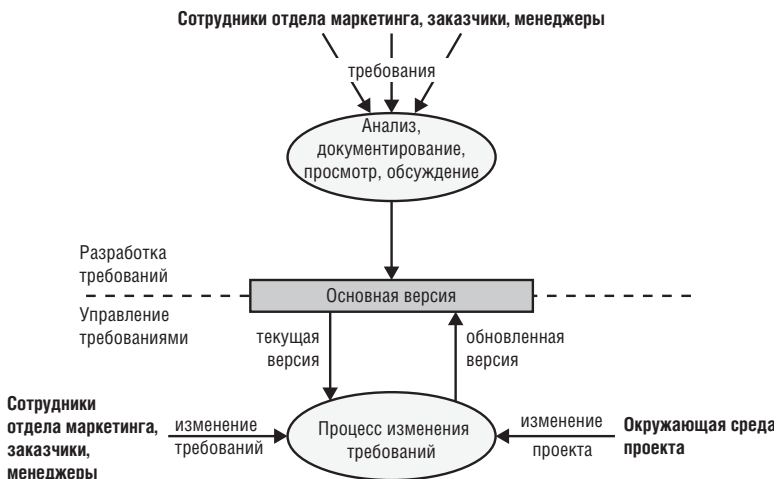 Сотрудники отдела маркетинга, заказчики, менеджеры
требования
Анализ,
документирование,
просмотр, обсуждение
Разработка
требований
Основная версия
Управление
требованиями
текущая
версия
обновленная
версия
Сотрудники
отдела маркетинга,
заказчики,
менеджеры
изменение
требований
Процесс изменения
требований
изменение
проекта
Окружающая среда
проекта